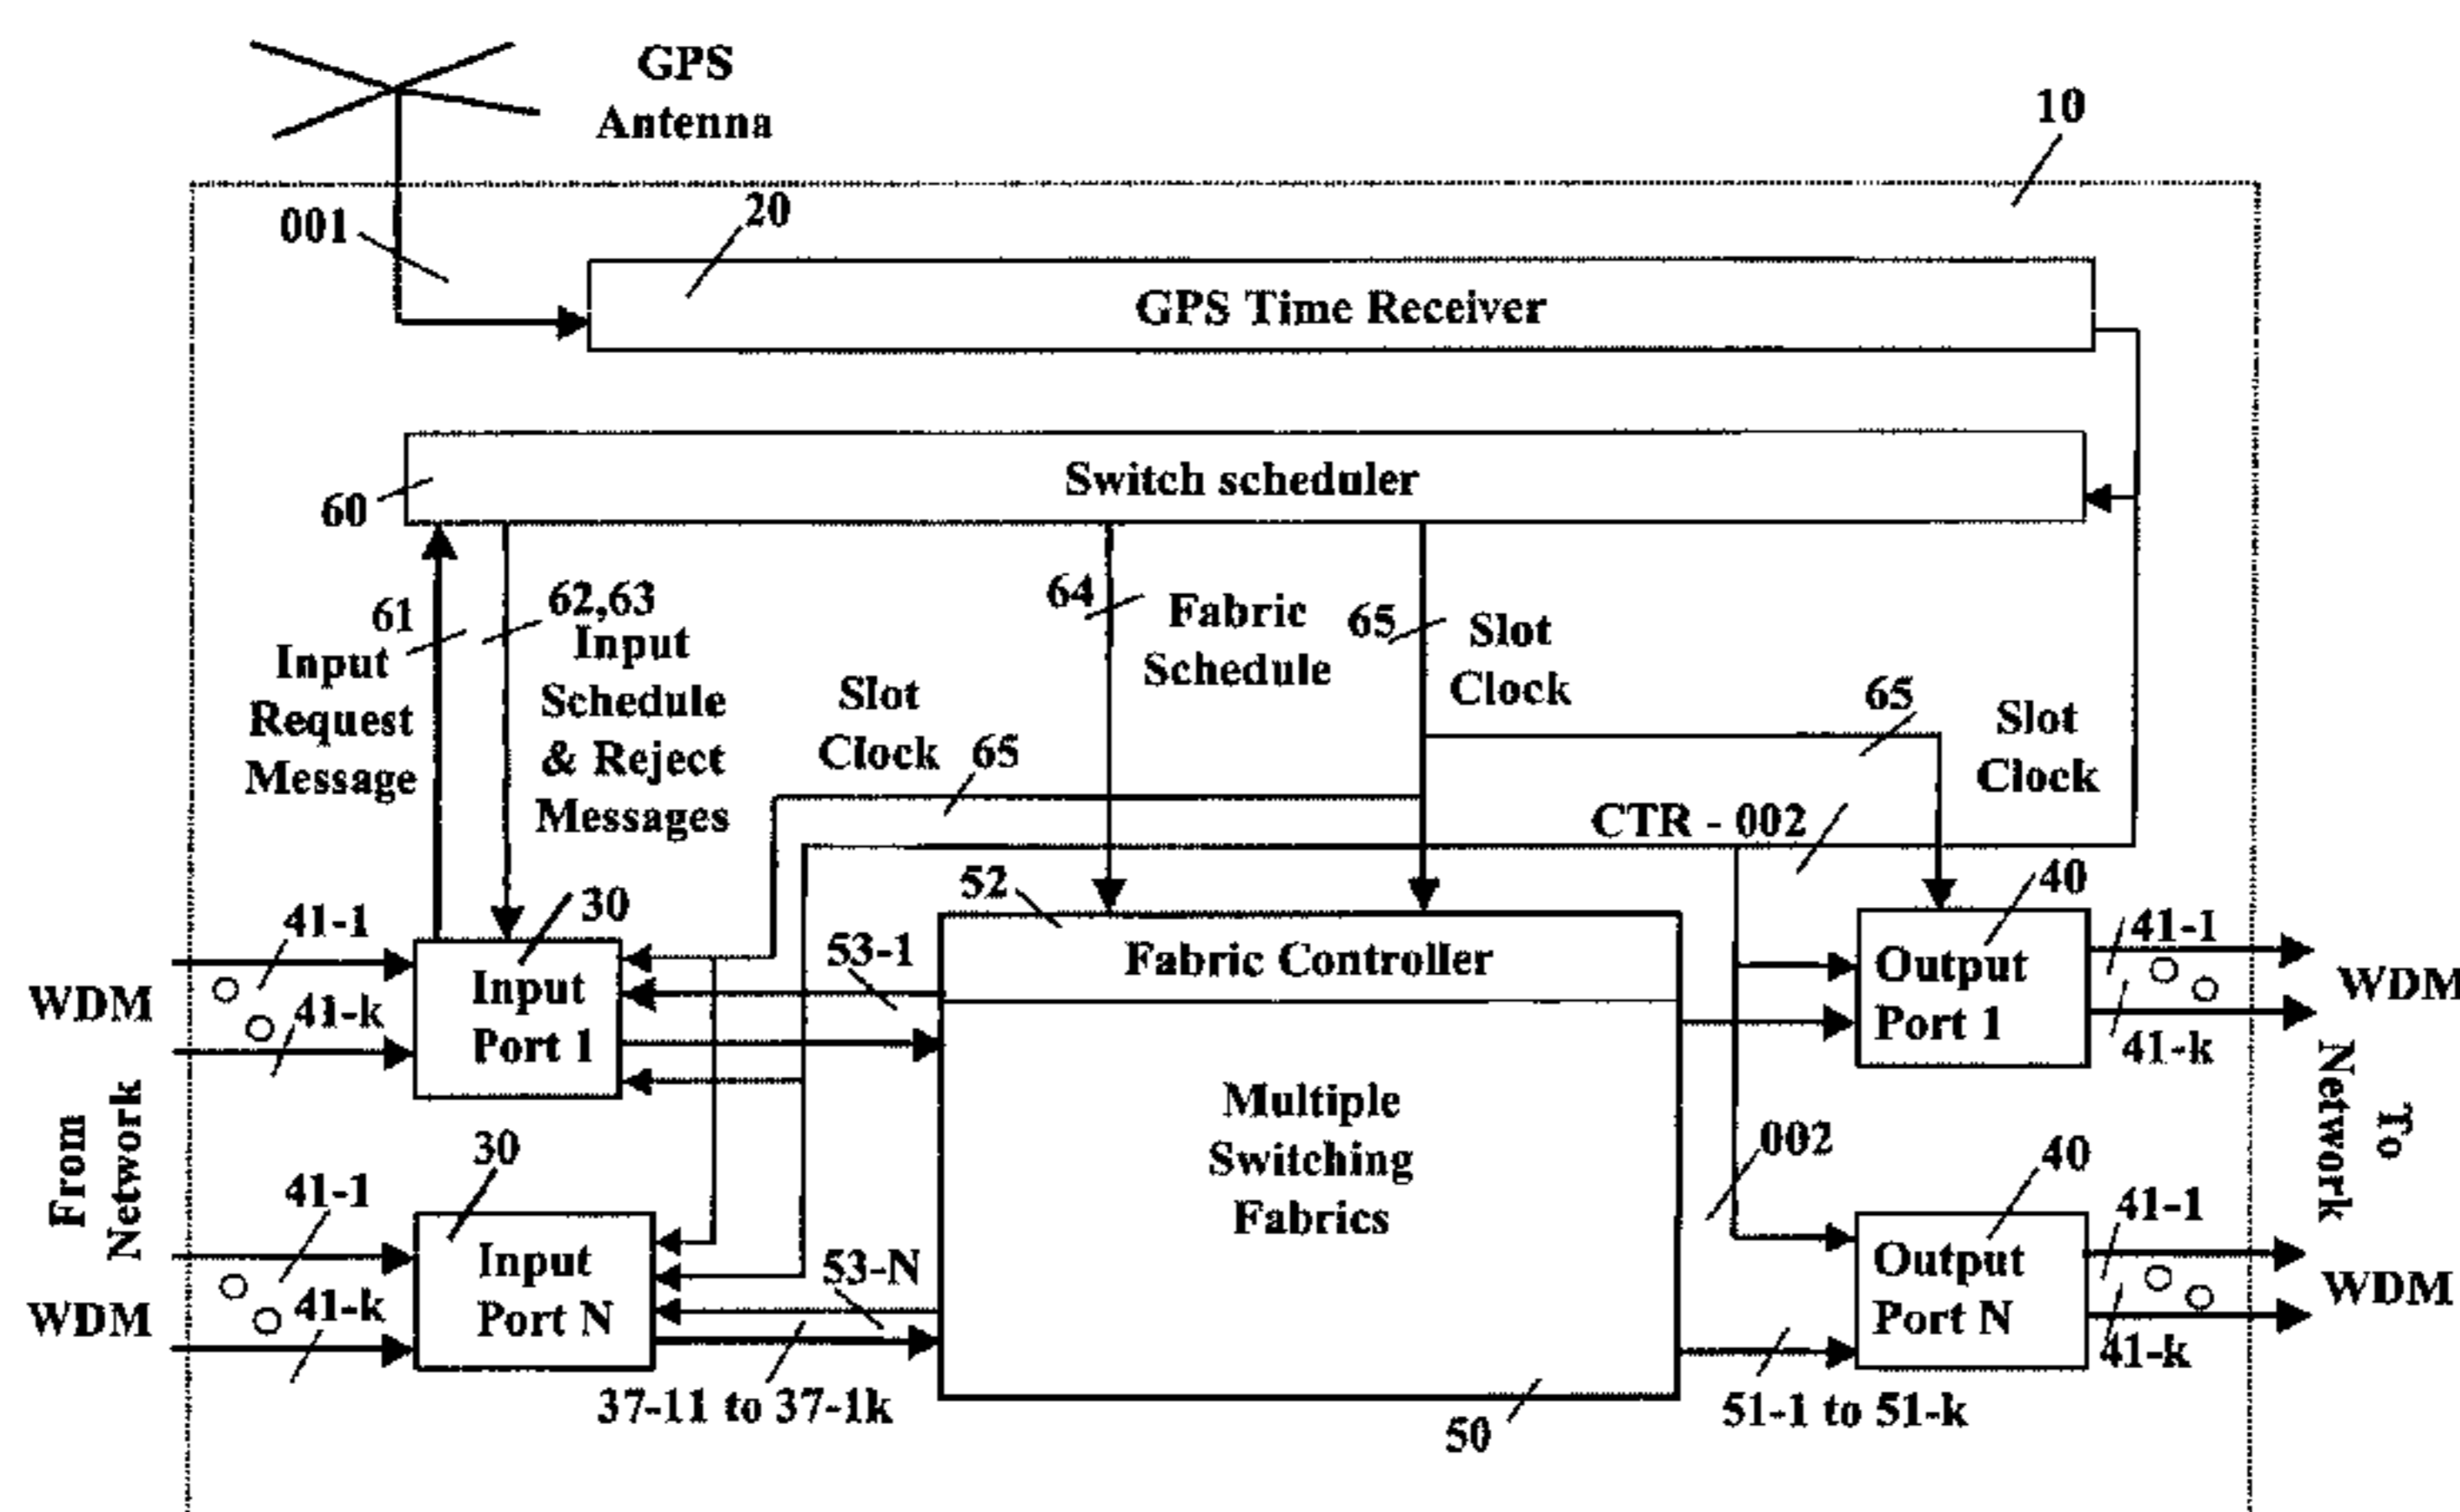 GPS
Antenna
10
001
20
GPS Time Receiver
Switch scheduler
60
61
Input
Request
Message
62,63
Input
Schedule
& Reject
Messages
64
Fabric
Schedule
65
Slot
Clock
Slot
Clock
65
65
Slot
Clock
CTR - 002
52
Fabric Controller
30
40
41-1
41-k
WDM
Input
Port 1
53-1
Output
Port 1
41-1
41-k
WDM
From
Network
To
Network
Multiple
Switching
Fabrics
002
30
40
41-1
41-k
WDM
Input
Port N
53-N
Output
Port N
41-1
41-k
WDM
37-11 to 37-1k
50
51-1 to 51-k